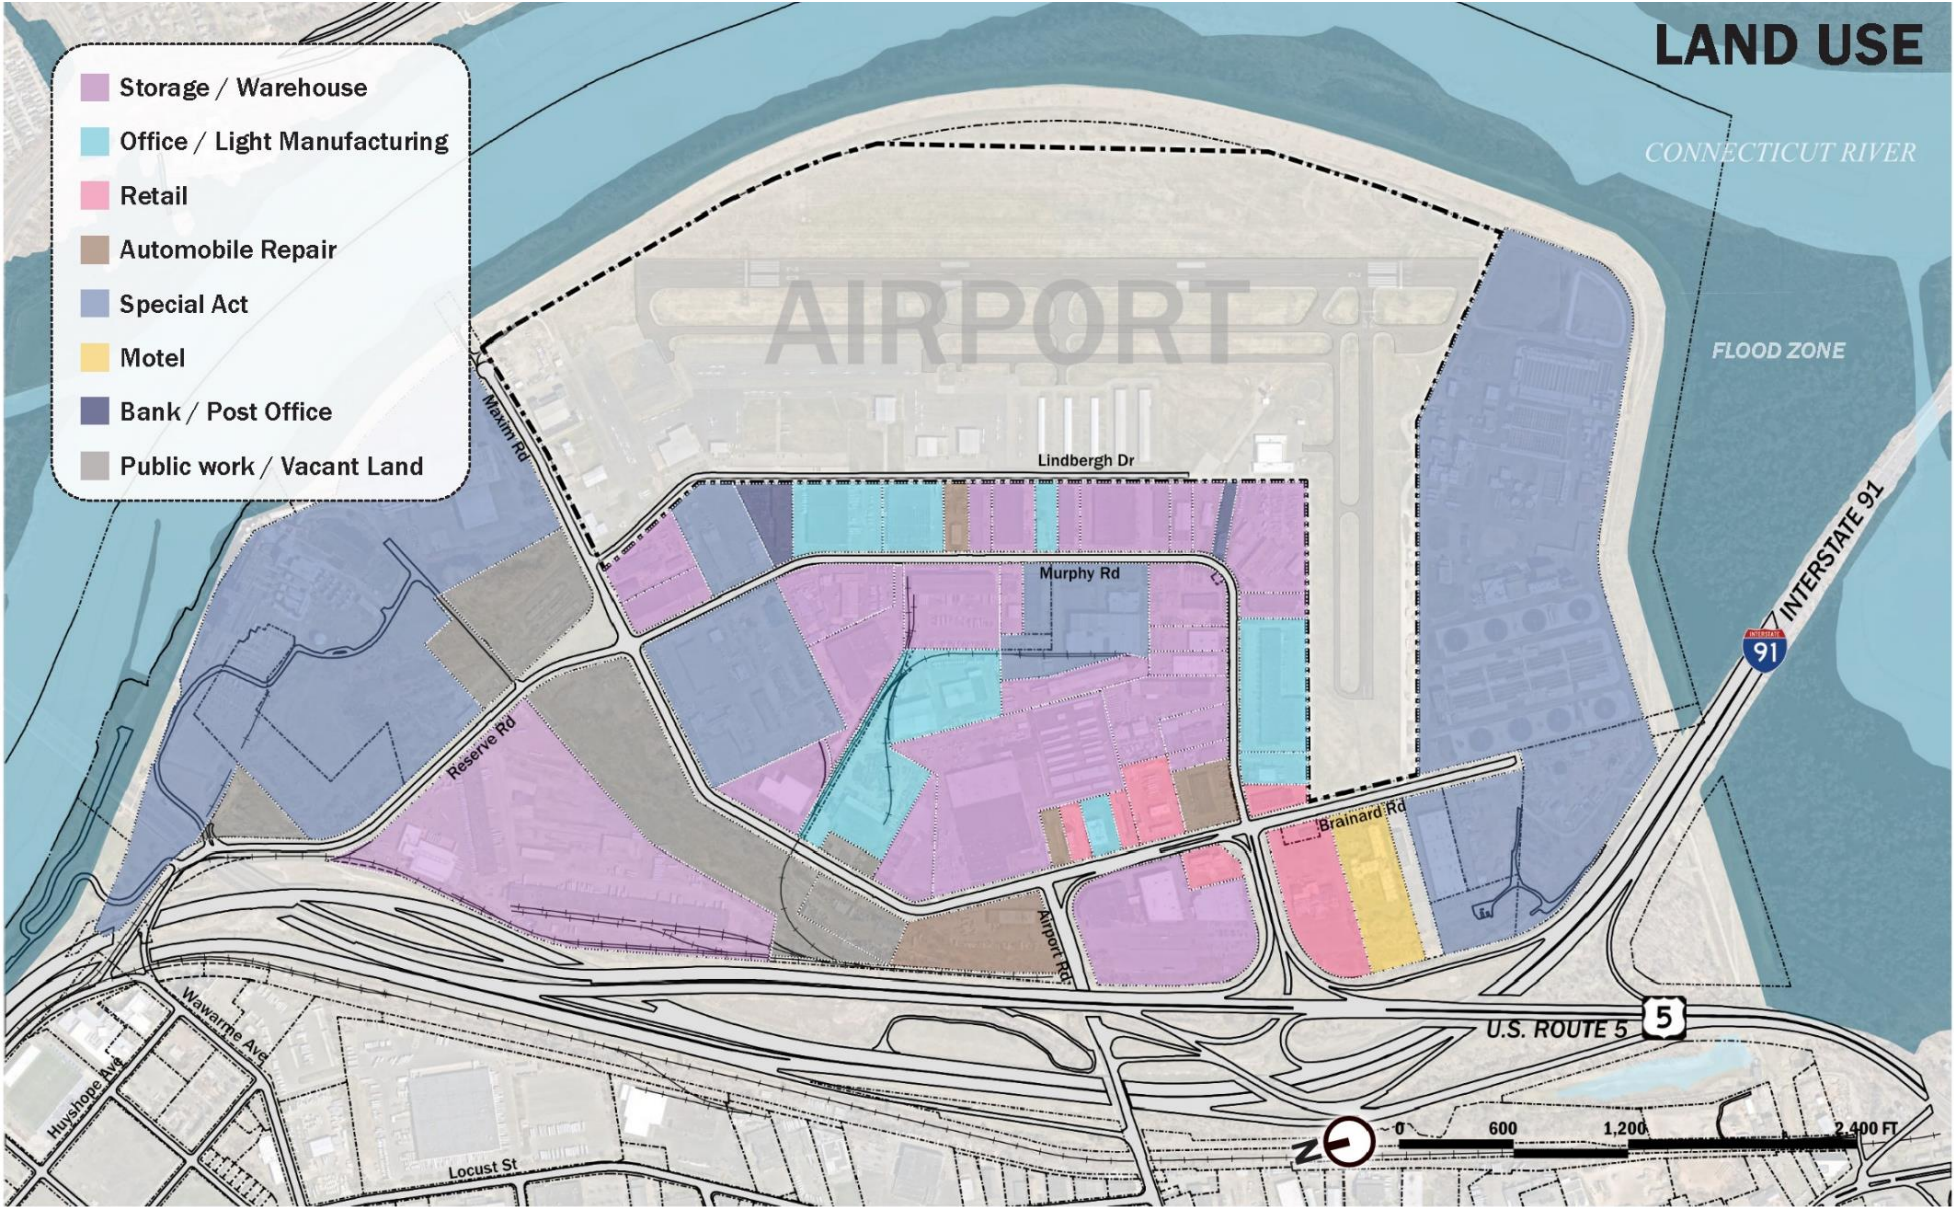 LAND USE
Storage / Warehouse
Office / Light Manufacturing
Retail
Automobile Repair
Special Act
Motel
Bank / Post Office
Public work / Vacant Land
CONNECTICUT RIVER
AIRPORT
FLOOD ZONE
Maxim Rd
Lindbergh Dr
Murphy Rd
INTERSTATE 91
INTERSTATE
91
Reserve Rd
Brainard Rd
Airport Rd
Wawarme Ave
Huyshope Ave
U.S. ROUTE 5
5
Locust St
N
0 600 1,200 2,400 FT